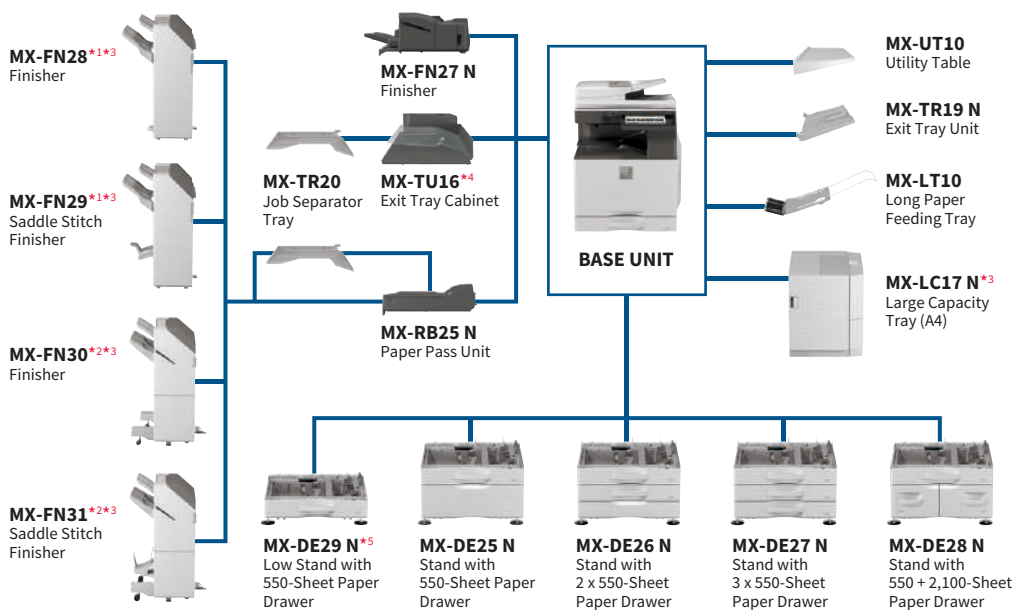 MX-FN28*1*3
Finisher
MX-FN29*1*3
Saddle Stitch
Finisher
MX-FN30*2*3
Finisher
MX-FN31*2*3
Saddle Stitch
Finisher
MX-FN27 N
Finisher
MX-TR20
Job Separator
Tray
MX-TU16*4
Exit Tray Cabinet
MX-RB25 N
Paper Pass Unit
BASE UNIT
MX-UT10
Utility Table
MX-TR19 N
Exit Tray Unit
MX-LT10
Long Paper
Feeding Tray
MX-LC17 N*3
Large Capacity
Tray (A4)
MX-DE29 N*5
Low Stand with
550-Sheet Paper
Drawer
MX-DE25 N
Stand with
550-Sheet Paper
Drawer
MX-DE26 N
Stand with
2 x 550-Sheet
Paper Drawer
MX-DE27 N
Stand with
3 x 550-Sheet
Paper Drawer
MX-DE28 N
Stand with
550 + 2,100-Sheet
Paper Drawer